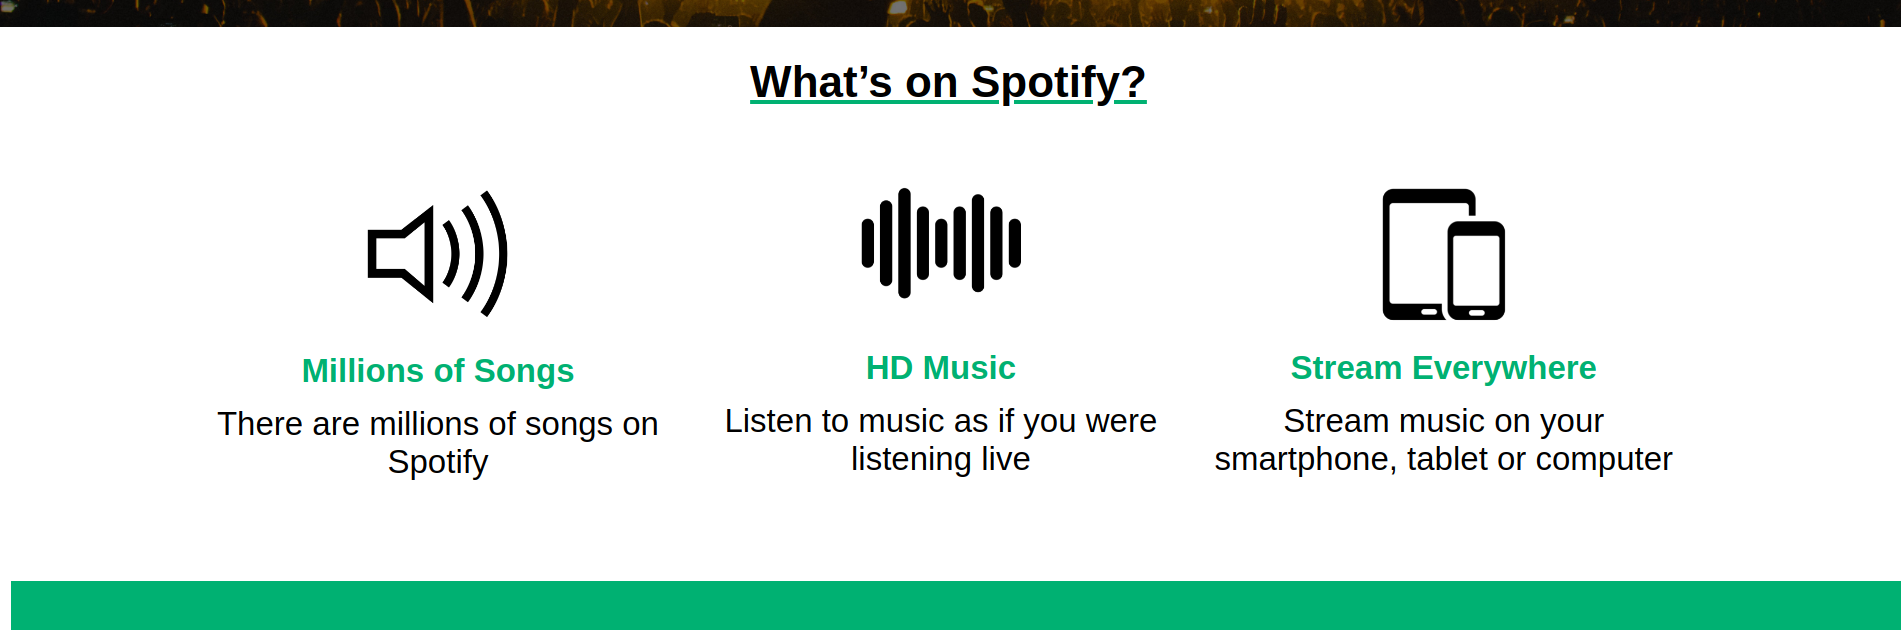 What’s on Spotify?
Millions of Songs
There are millions of songs on
Spotify
HD Music
Listen to music as if you were
listening live
Stream Everywhere
Stream music on your
smartphone, tablet or computer